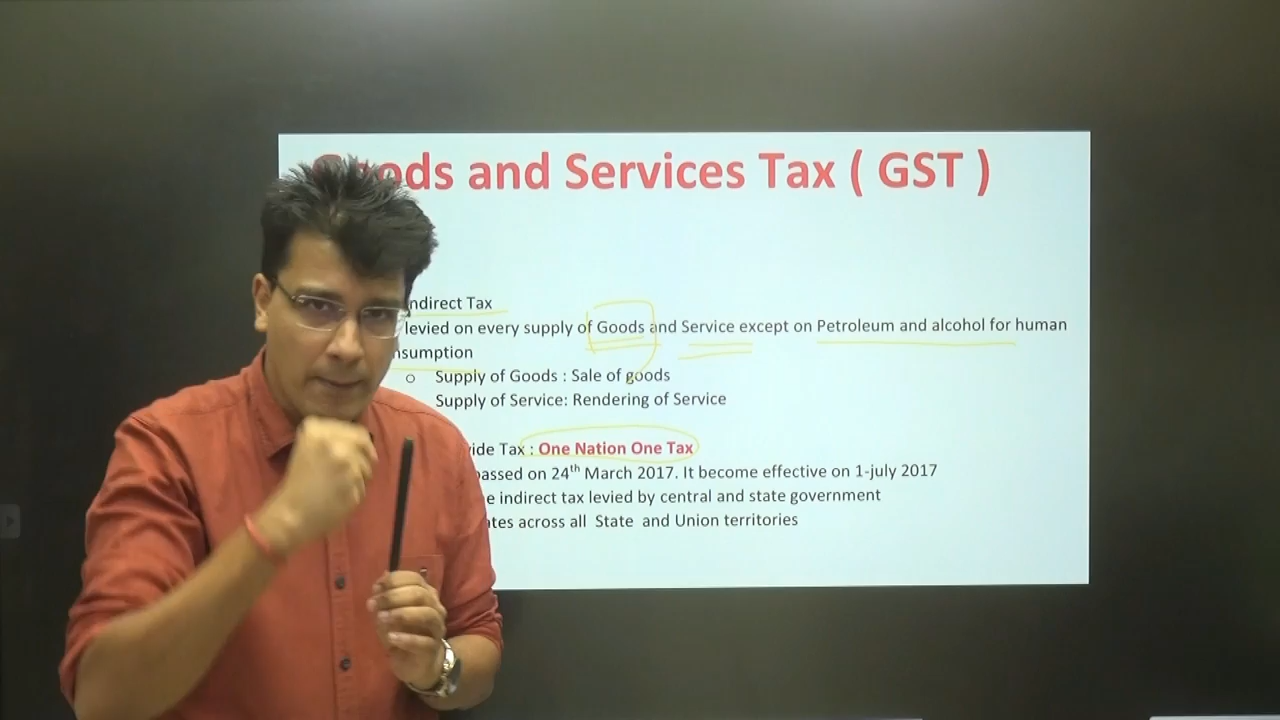 Goods and Services Tax ( GST )
ndirect Tax
levied on every supply of Goods and Service except on Petroleum and alcohol for human
nsumption
o Supply of Goods : Sale of goods
Supply of Service: Rendering of Service
ide Tax : One Nation One Tax
passed on 24th March 2017. It become effective on 1-july 2017
e indirect tax levied by central and state government
tes across all State and Union territories